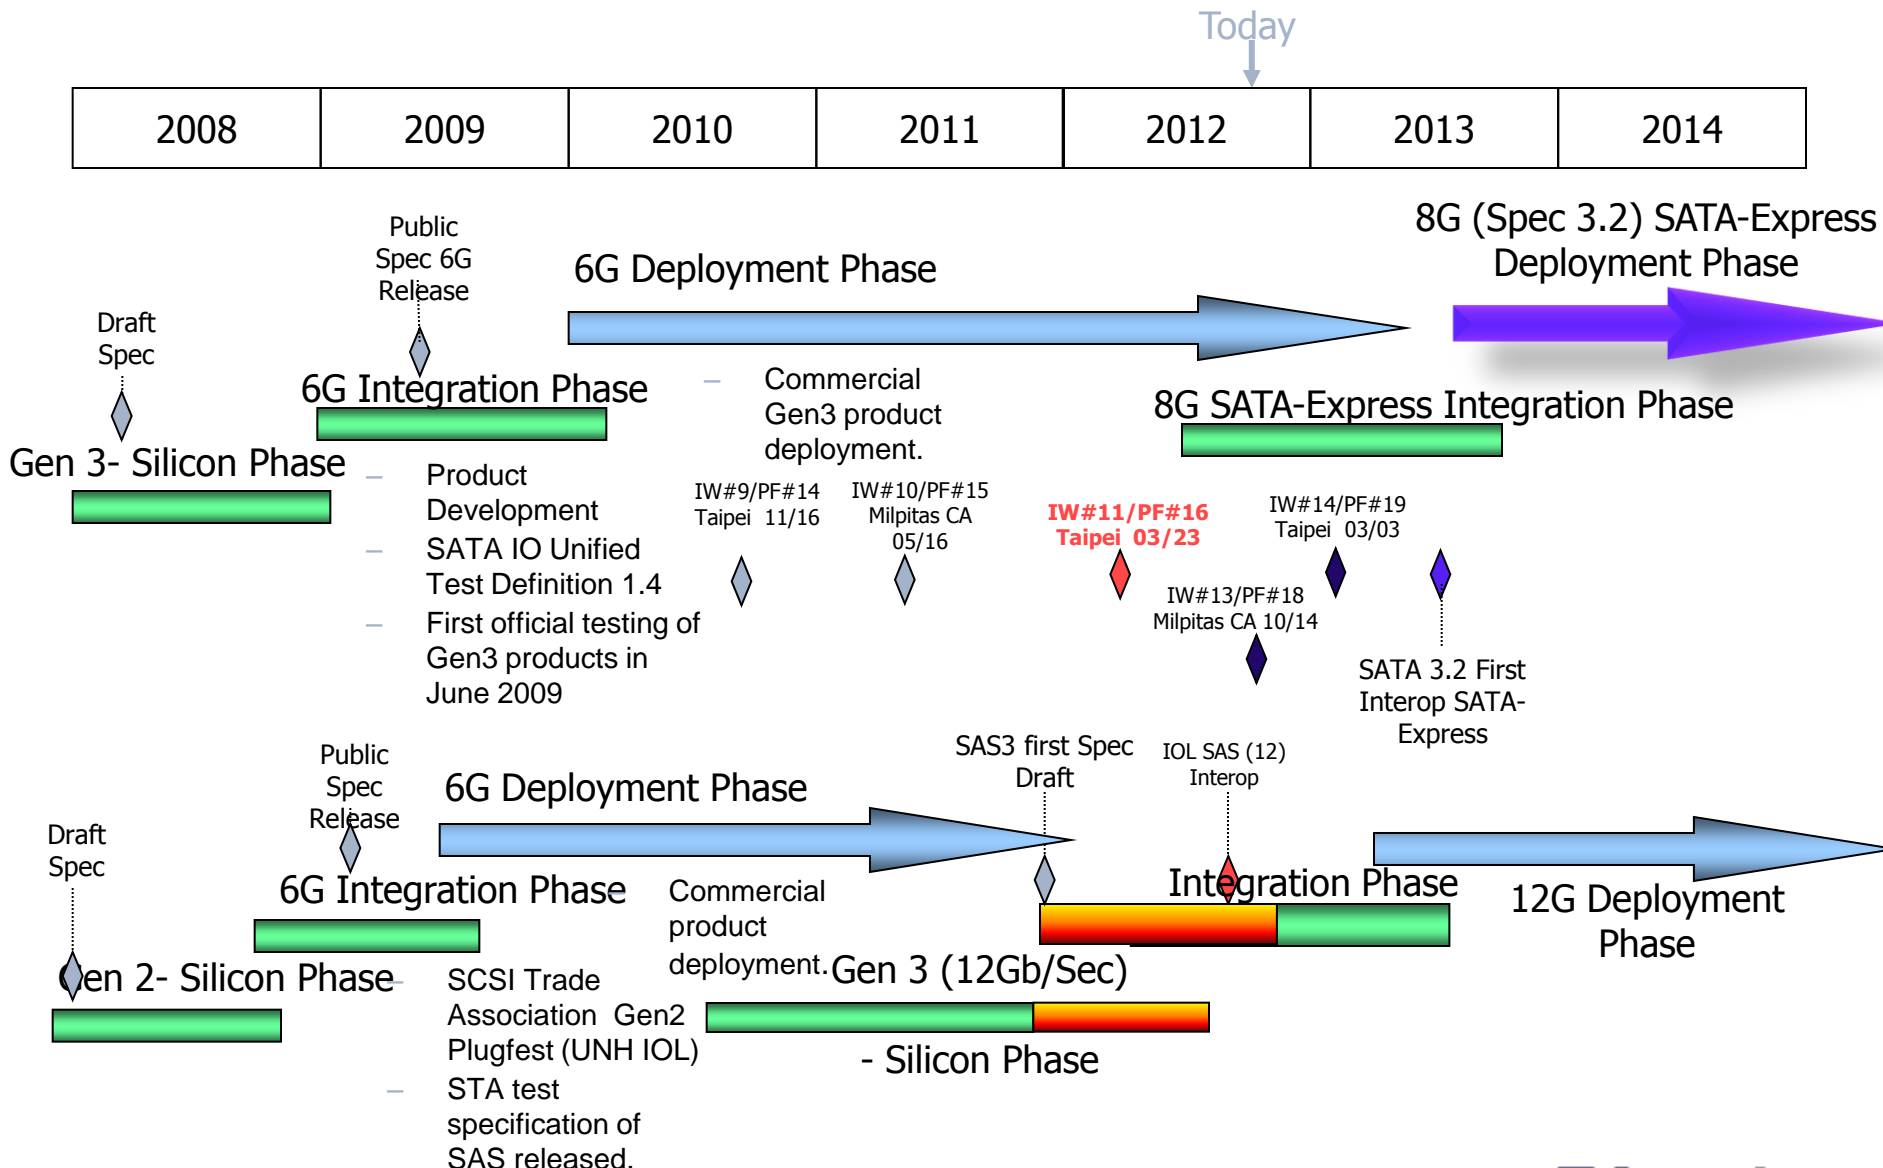 Today
2008 2009 2010 2011 2012 2013 2014
Public
Spec 6G
Release
6G Deployment Phase
8G (Spec 3.2) SATA-Express
Deployment Phase
Draft
Spec
6G Integration Phase
– Commercial
Gen3 product
deployment.
8G SATA-Express Integration Phase
Gen 3- Silicon Phase
– Product
Development
– SATA IO Unified
Test Definition 1.4
– First official testing of
Gen3 products in
June 2009
IW#9/PF#14
Taipei 11/16
IW#10/PF#15
Milpitas CA
05/16
IW#11/PF#16
Taipei 03/23
IW#14/PF#19
Taipei 03/03
IW#13/PF#18
Milpitas CA 10/14
SATA 3.2 First
Interop SATA-
Express
Public
Spec
Release
6G Deployment Phase
SAS3 first Spec
Draft
IOL SAS (12)
Interop
Draft
Spec
6G Integration Phase
– Commercial
product
deployment.
Integration Phase
12G Deployment
Phase
Gen 2- Silicon Phase
– SCSI Trade
Association Gen2
Plugfest (UNH IOL)
– STA test
specification of
SAS released.
Gen 3 (12Gb/Sec)
- Silicon Phase